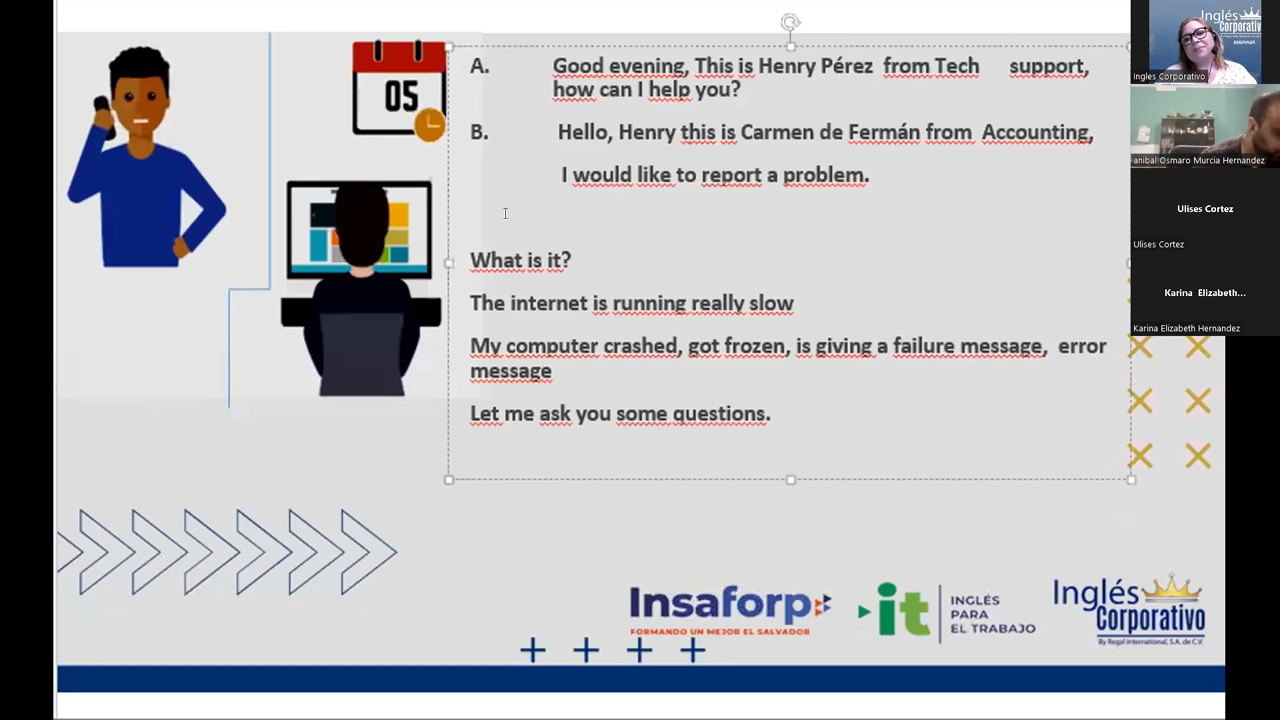 05
A. Good evening, This is Henry Pérez from Tech support,
how can I help you?
B. Hello, Henry this is Carmen de Fermán from Accounting,
I would like to report a problem.
What is it?
The internet is running really slow
My computer crashed, got frozen, is giving a failure message, error
message
Let me ask you some questions.
Insaforp
FORMANDO UN MEJOR EL SALVADOR
it
INGLÉS
PARA
EL TRABAJO
Inglés
Corporativo
By Regal International, S.A. de C.V.
Inglés
Corporativo
Ingles Corporativo
anibal Osmaro Murcia Hernandez
Ulises Cortez
Ulises Cortez
Karina Elizabeth...
Karina Elizabeth Hernandez